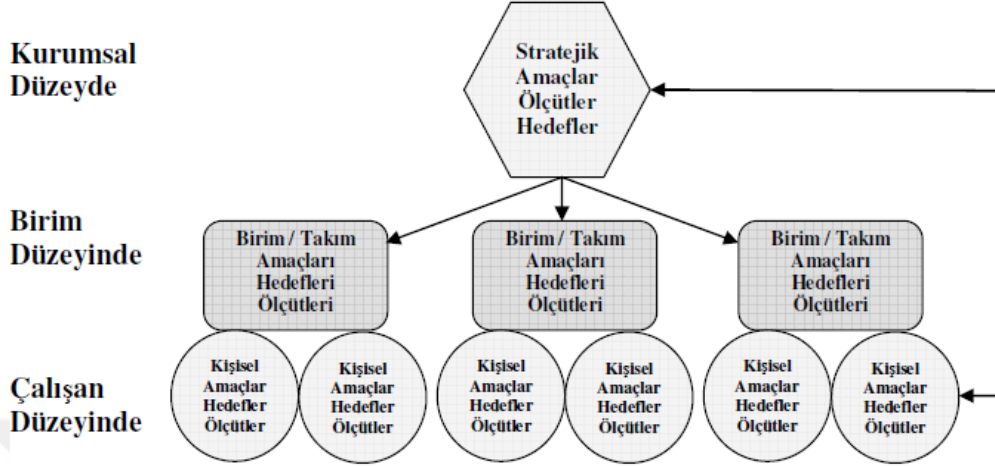 Kurumsal
Düzeyde
Stratejik
Amaçlar
Ölçütler
Hedefler
Birim
Düzeyinde
Birim / Takım
Amaçları
Hedefleri
Ölçütleri
Birim / Takım
Amaçları
Hedefleri
Ölçütleri
Birim / Takım
Amaçları
Hedefleri
Ölçütleri
Çalışan
Düzeyinde
Kişisel
Amaçlar
Hedefler
Ölçütler
Kişisel
Amaçlar
Hedefler
Ölçütler
Kişisel
Amaçlar
Hedefler
Ölçütler
Kişisel
Amaçlar
Hedefler
Ölçütler
Kişisel
Amaçlar
Hedefler
Ölçütler
Kişisel
Amaçlar
Hedefler
Ölçütler